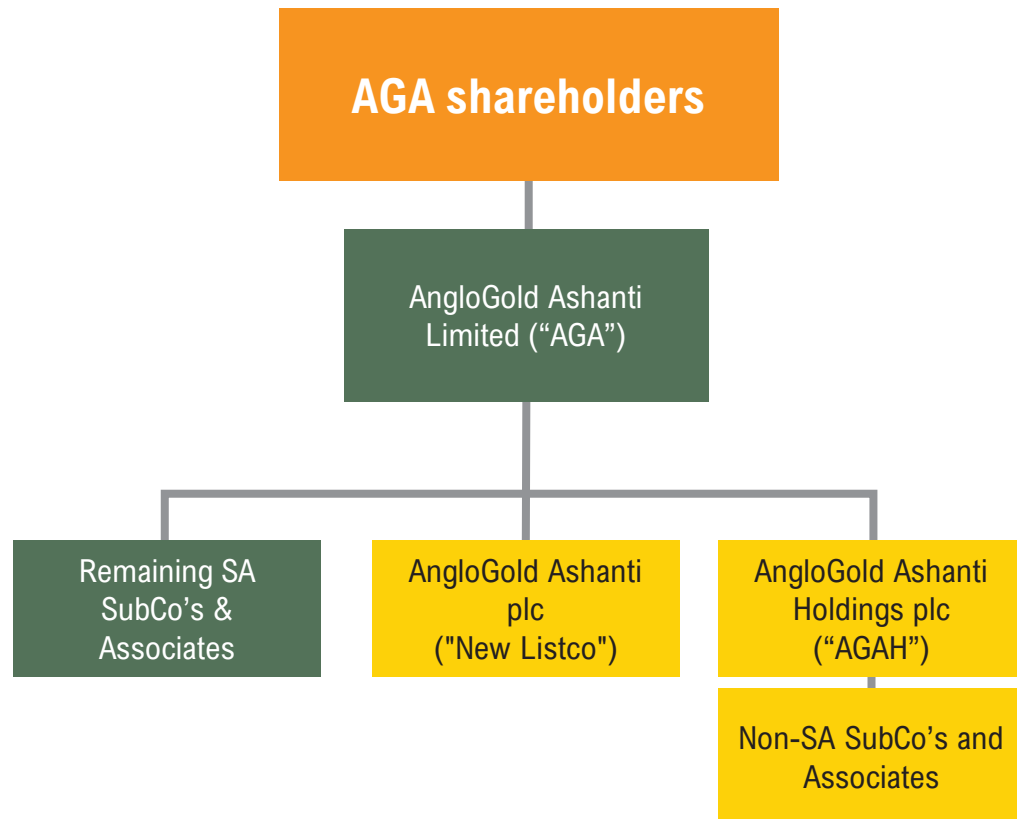 AGA shareholders
AngloGold Ashanti
Limited (“AGA”)
Remaining SA
SubCo’s &
Associates
AngloGold Ashanti
plc
("New Listco")
AngloGold Ashanti
Holdings plc
(“AGAH”)
Non-SA SubCo’s and
Associates